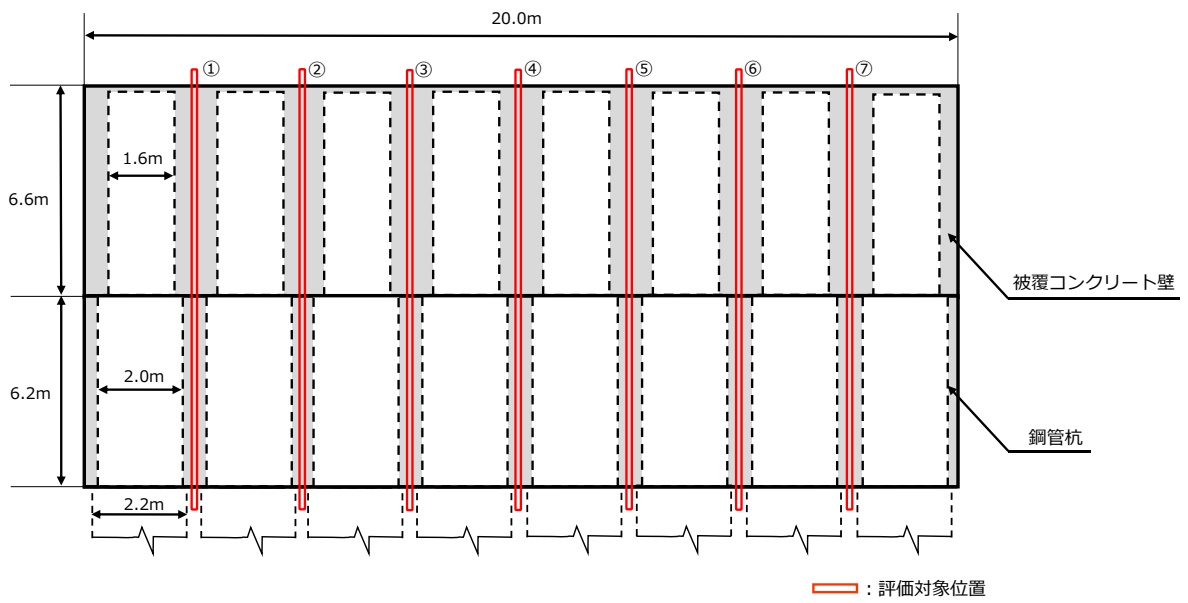 20.0m
① ② ③ ④ ⑤ ⑥ ⑦
1.6m
6.6m
被覆コンクリート壁
2.0m
6.2m
鋼管杭
2.2m
：評価対象位置